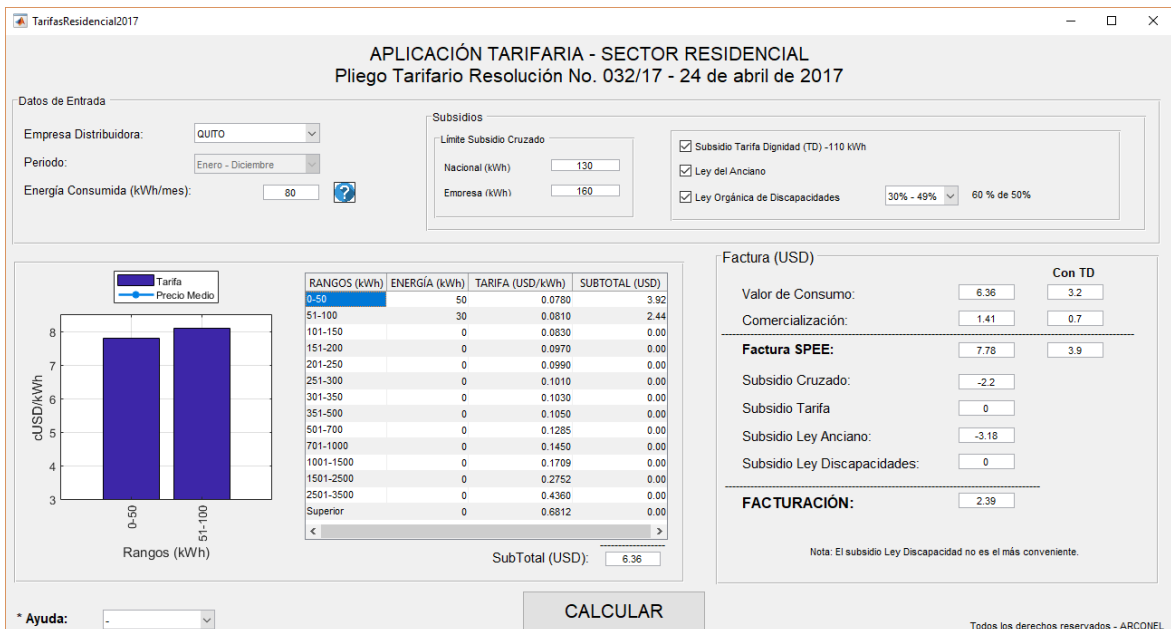 TarifasResidencial2017
APLICACIÓN TARIFARIA - SECTOR RESIDENCIAL
Pliego Tarifario Resolución No. 032/17 - 24 de abril de 2017
Datos de Entrada
Empresa Distribuidora: QUITO
Periodo: Enero - Diciembre
Energía Consumida (kWh/mes): 80 ?
Subsidios
Límite Subsidio Cruzado
Nacional (kWh) 130
Empresa (kWh) 160
Subsidio Tarifa Dignidad (TD) -110 kWh
Ley del Anciano
Ley Orgánica de Discapacidades 30% - 49% 60 % de 50%
Tarifa
Precio Medio
8
7
6
5
4
3
cUSD/kWh
0-50
51-100
Rangos (kWh)
RANGOS (kWh) ENERGÍA (kWh) TARIFA (USD/kWh) SUBTOTAL (USD)
0-50 50 0.0780 3.92
51-100 30 0.0810 2.44
101-150 0 0.0830 0.00
151-200 0 0.0970 0.00
201-250 0 0.0990 0.00
251-300 0 0.1010 0.00
301-350 0 0.1030 0.00
351-500 0 0.1050 0.00
501-700 0 0.1285 0.00
701-1000 0 0.1450 0.00
1001-1500 0 0.1709 0.00
1501-2500 0 0.2752 0.00
2501-3500 0 0.4360 0.00
Superior 0 0.6812 0.00
SubTotal (USD): 6.36
Factura (USD)
Con TD
Valor de Consumo: 6.36 3.2
Comercialización: 1.41 0.7
Factura SPEE: 7.78 3.9
Subsidio Cruzado: -2.2
Subsidio Tarifa 0
Subsidio Ley Anciano: -3.18
Subsidio Ley Discapacidades: 0
FACTURACIÓN: 2.39
Nota: El subsidio Ley Discapacidad no es el más conveniente.
* Ayuda: -
CALCULAR
Todos los derechos reservados - ARCONEL